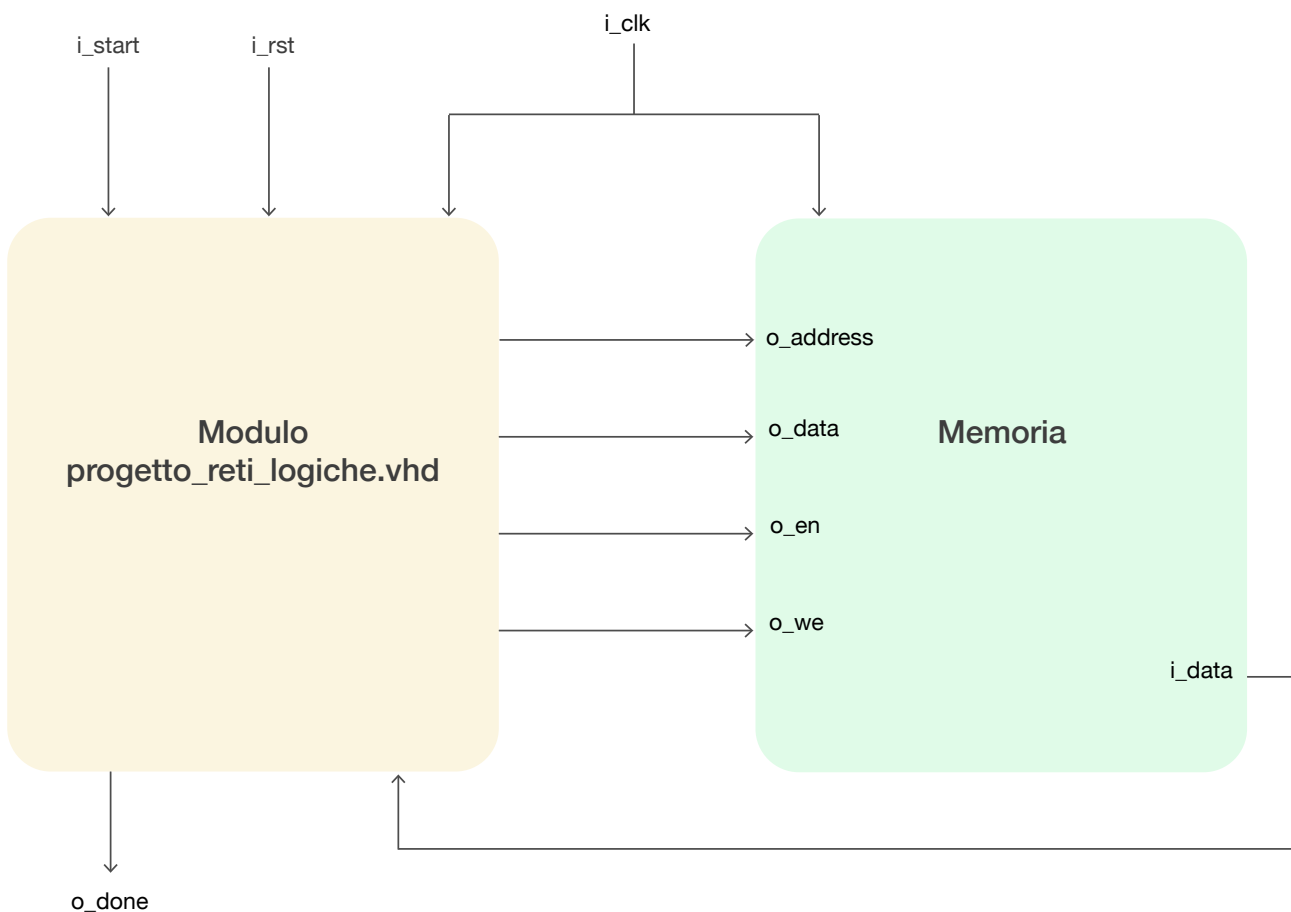 i_clk
i_start
i_rst
o_address
o_data
Modulo
progetto_reti_logiche.vhd
Memoria
o_en
o_we
i_data
o_done